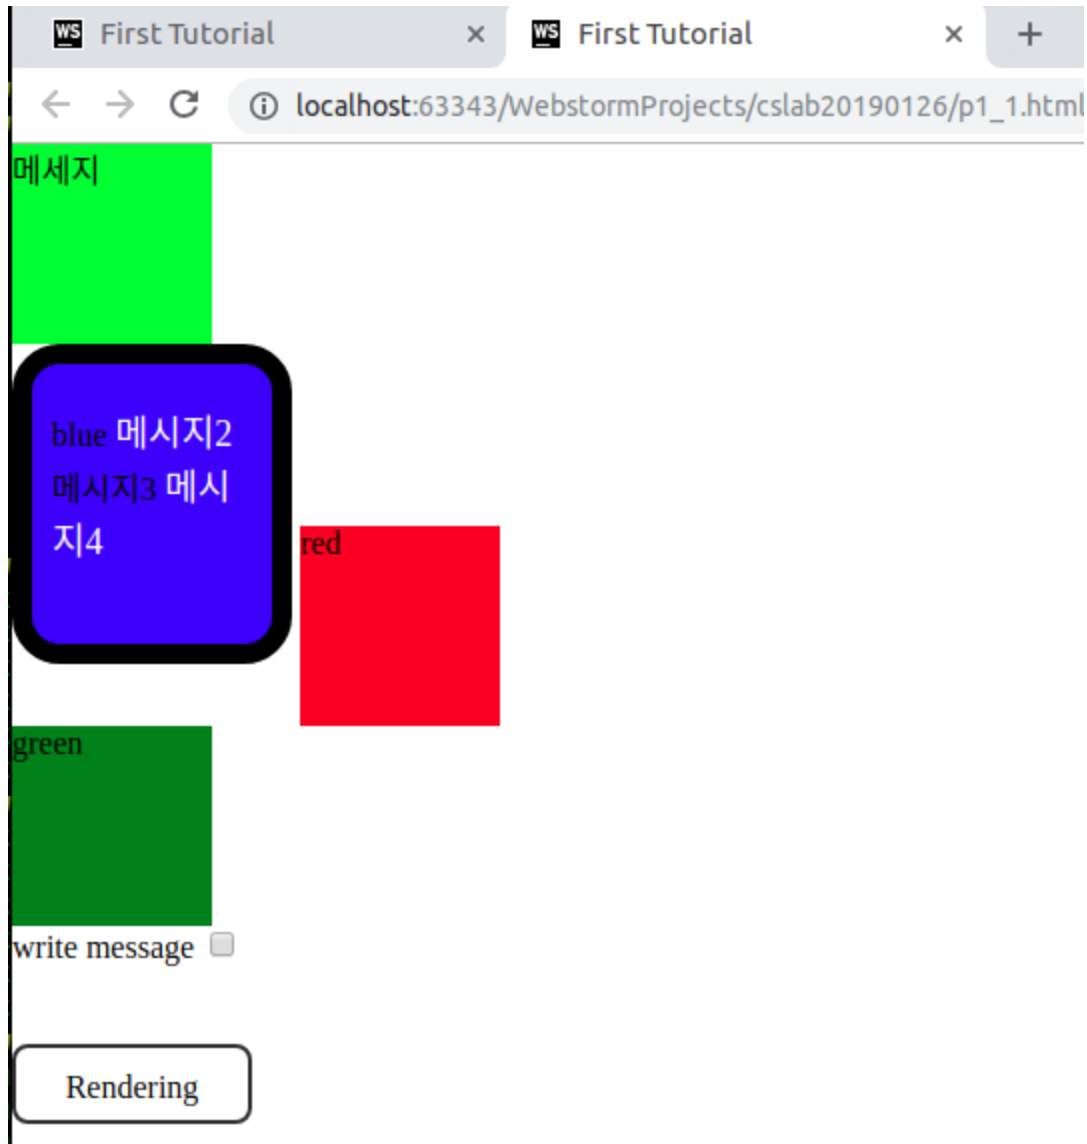 First Tutorial
First Tutorial
localhost:63343/WebstormProjects/cslab20190126/p1_1.html
메세지
blue 메시지2
메시지3 메시
지4
red
green
write message
Rendering